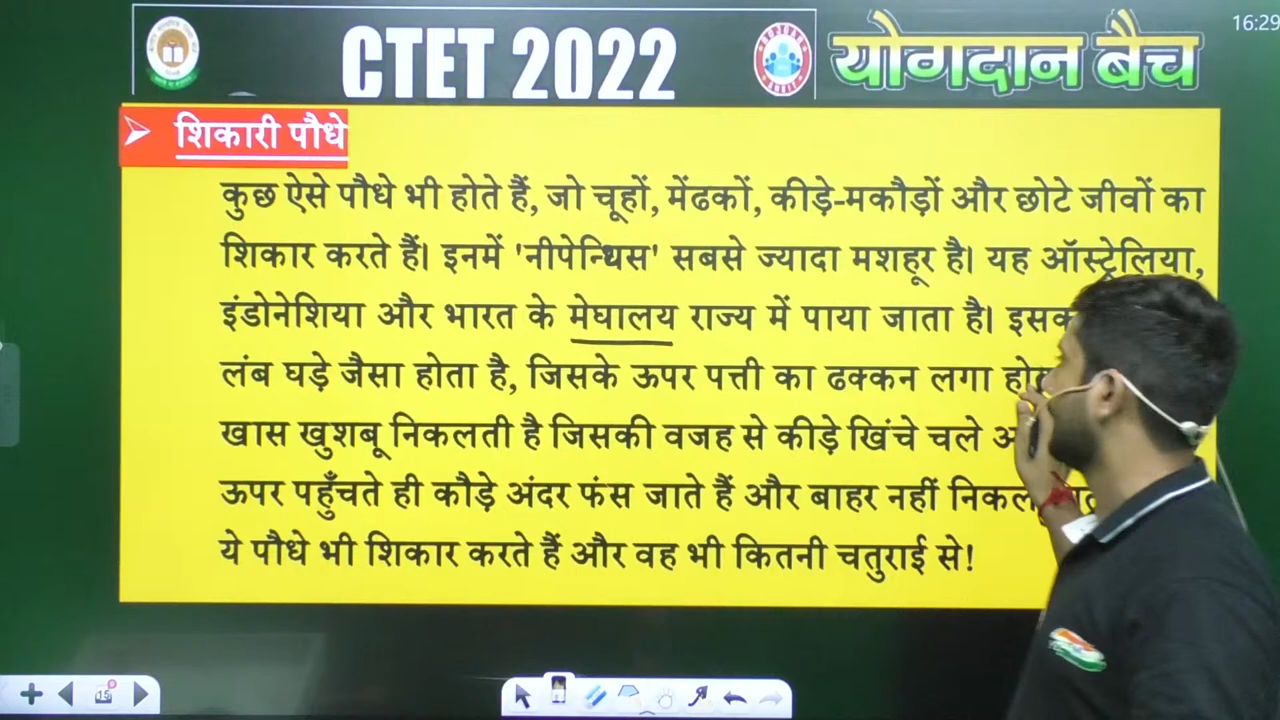 16:29
CTET 2022
योगदान बैच
शिकारी पौधे
कुछ ऐसे पौधे भी होते हैं, जो चूहों, मेंढकों, कीड़े-मकौड़ों और छोटे जीवों का
शिकार करते हैं। इनमें 'नीपेन्थिस' सबसे ज्यादा मशहूर है। यह ऑस्ट्रेलिया,
इंडोनेशिया और भारत के मेघालय राज्य में पाया जाता है।
लंब घड़े जैसा होता है, जिसके ऊपर पत्ती का ढक्कन लगा
खास खुशबू निकलती है जिसकी वजह से कीड़े खिंचे चले
ऊपर पहुँचते ही कौड़े अंदर फंस जाते हैं और बाहर नहीं
ये पौधे भी शिकार करते हैं और वह भी कितनी चतुराई से!
15